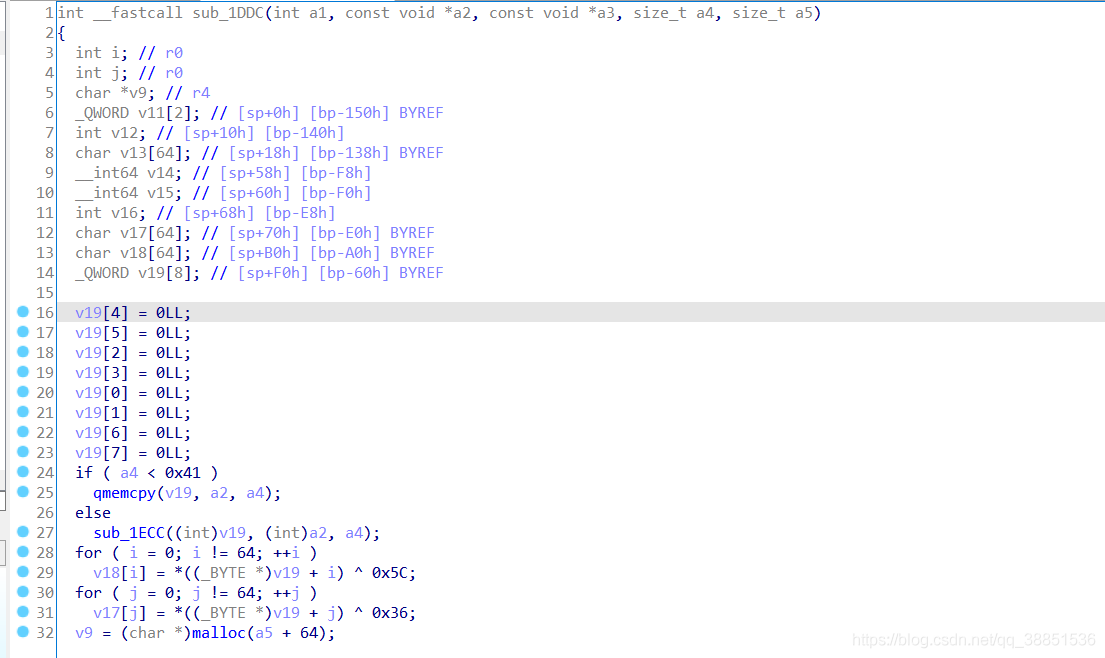 1 int __fastcall sub_1DDC(int a1, const void *a2, const void *a3, size_t a4, size_t a5)
2 {
3 int i; // r0
4 int j; // r0
5 char *v9; // r4
6 _QWORD v11[2]; // [sp+0h] [bp-150h] BYREF
7 int v12; // [sp+10h] [bp-140h]
8 char v13[64]; // [sp+18h] [bp-138h] BYREF
9 __int64 v14; // [sp+58h] [bp-F8h]
10 __int64 v15; // [sp+60h] [bp-F0h]
11 int v16; // [sp+68h] [bp-E8h]
12 char v17[64]; // [sp+70h] [bp-E0h] BYREF
13 char v18[64]; // [sp+B0h] [bp-A0h] BYREF
14 _QWORD v19[8]; // [sp+F0h] [bp-60h] BYREF
15
16 v19[4] = 0LL;
17 v19[5] = 0LL;
18 v19[2] = 0LL;
19 v19[3] = 0LL;
20 v19[0] = 0LL;
21 v19[1] = 0LL;
22 v19[6] = 0LL;
23 v19[7] = 0LL;
24 if ( a4 < 0x41 )
25 qmemcpy(v19, a2, a4);
26 else
27 sub_1ECC((int)v19, (int)a2, a4);
28 for ( i = 0; i != 64; ++i )
29 v18[i] = *((_BYTE *)v19 + i) ^ 0x5C;
30 for ( j = 0; j != 64; ++j )
31 v17[j] = *((_BYTE *)v19 + j) ^ 0x36;
32 v9 = (char *)malloc(a5 + 64);
https://blog.csdn.net/qq_38851536